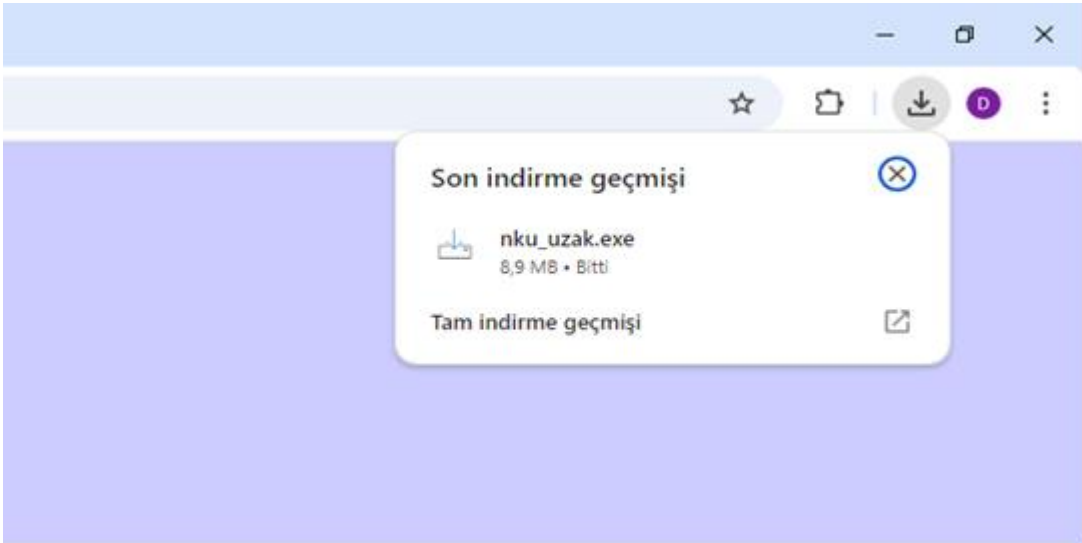 D
Son indirme geçmişi
nku_uzak.exe
8,9 MB • Bitti
Tam indirme geçmişi